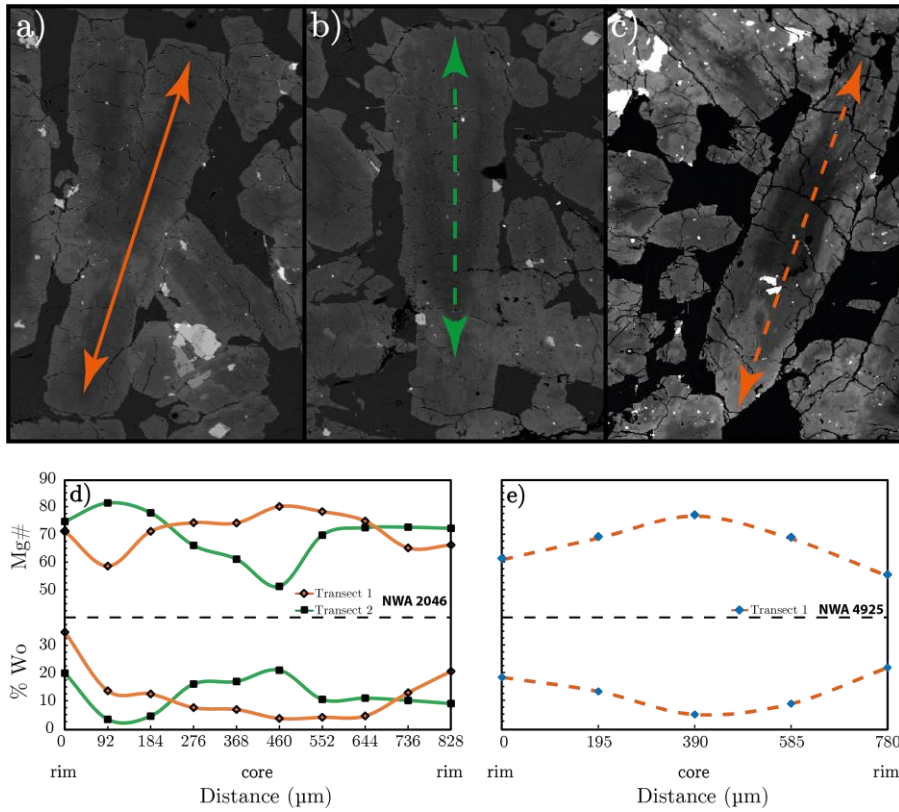 a)
b)
c)
d)
90
80
70
60
50
Mg#
Transect 1
Transect 2
NWA 2046
30
20
10
0
% Wo
0 92 184 276 368 460 552 644 736 828
rim core rim
Distance (µm)
e)
Transect 1 NWA 4925
0 195 390 585 780
rim core rim
Distance (µm)